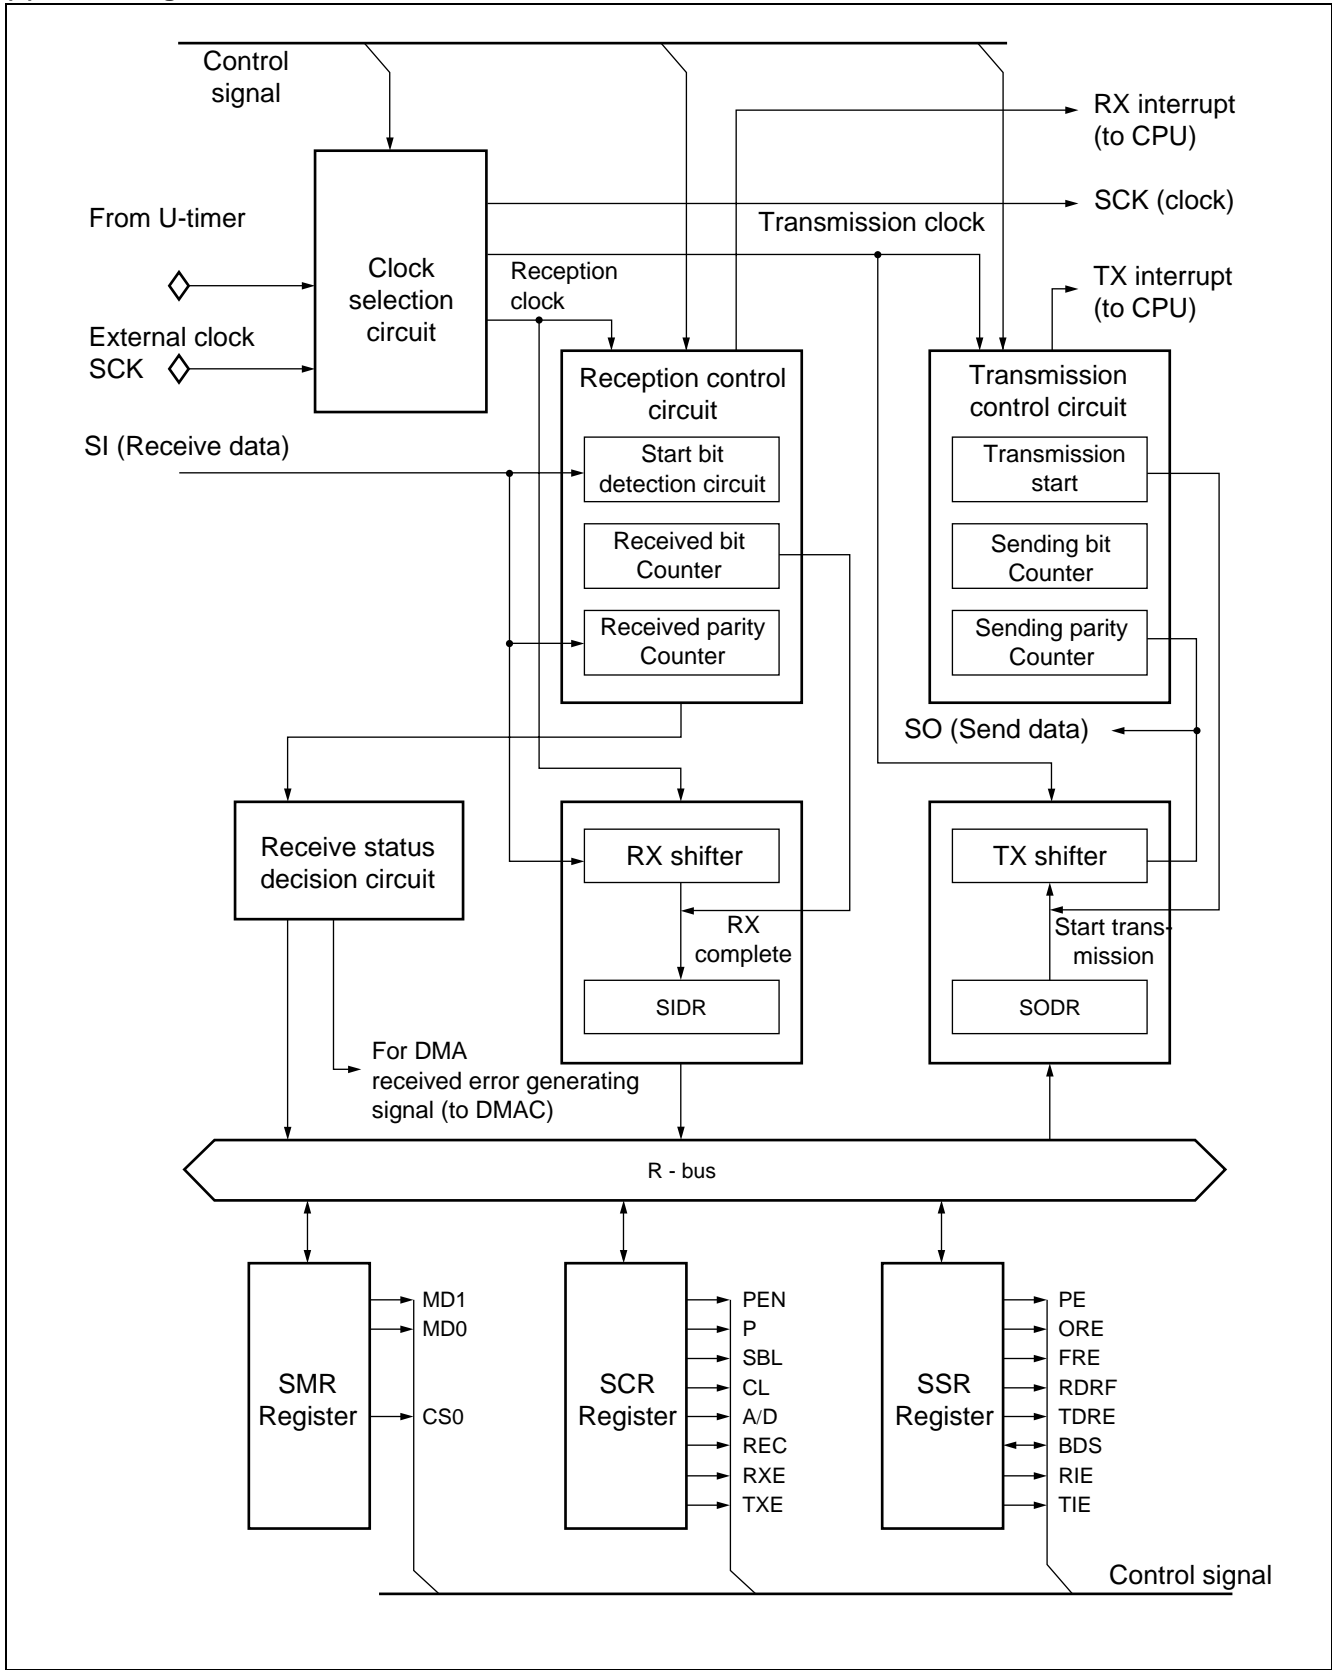 Control
signal
RX interrupt
(to CPU)
SCK (clock)
From U-timer
Transmission clock
Clock
selection
circuit
Reception
clock
TX interrupt
(to CPU)
External clock
SCK
Reception control
circuit
Transmission
control circuit
SI (Receive data)
Start bit
detection circuit
Transmission
start
Received bit
Counter
Sending bit
Counter
Received parity
Counter
Sending parity
Counter
SO (Send data)
Receive status
decision circuit
RX shifter
TX shifter
RX
complete
Start trans-
mission
SIDR
SODR
For DMA
received error generating
signal (to DMAC)
R - bus
SMR
Register
MD1
MD0
CS0
SCR
Register
PEN
P
SBL
CL
A/D
REC
RXE
TXE
SSR
Register
PE
ORE
FRE
RDRF
TDRE
BDS
RIE
TIE
Control signal